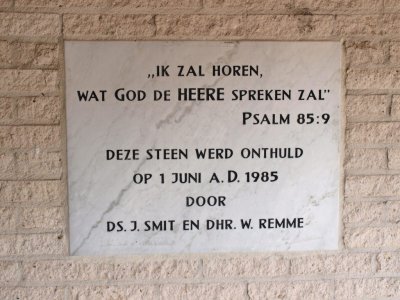 „IK ZAL HOREN,
WAT GOD DE HEERE SPREKEN ZAL"
PSALM 85:9
DEZE STEEN WERD ONTHULD
OP 1 JUNI A.D. 1985
DOOR
DS. J. SMIT EN DHR. W. REMME